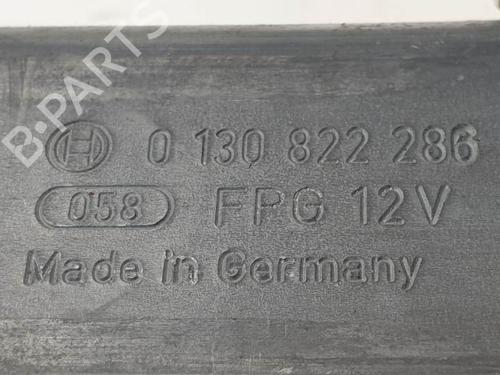 B-PARTS
0 130 822 286
058 FPG 12V
Made in Germany